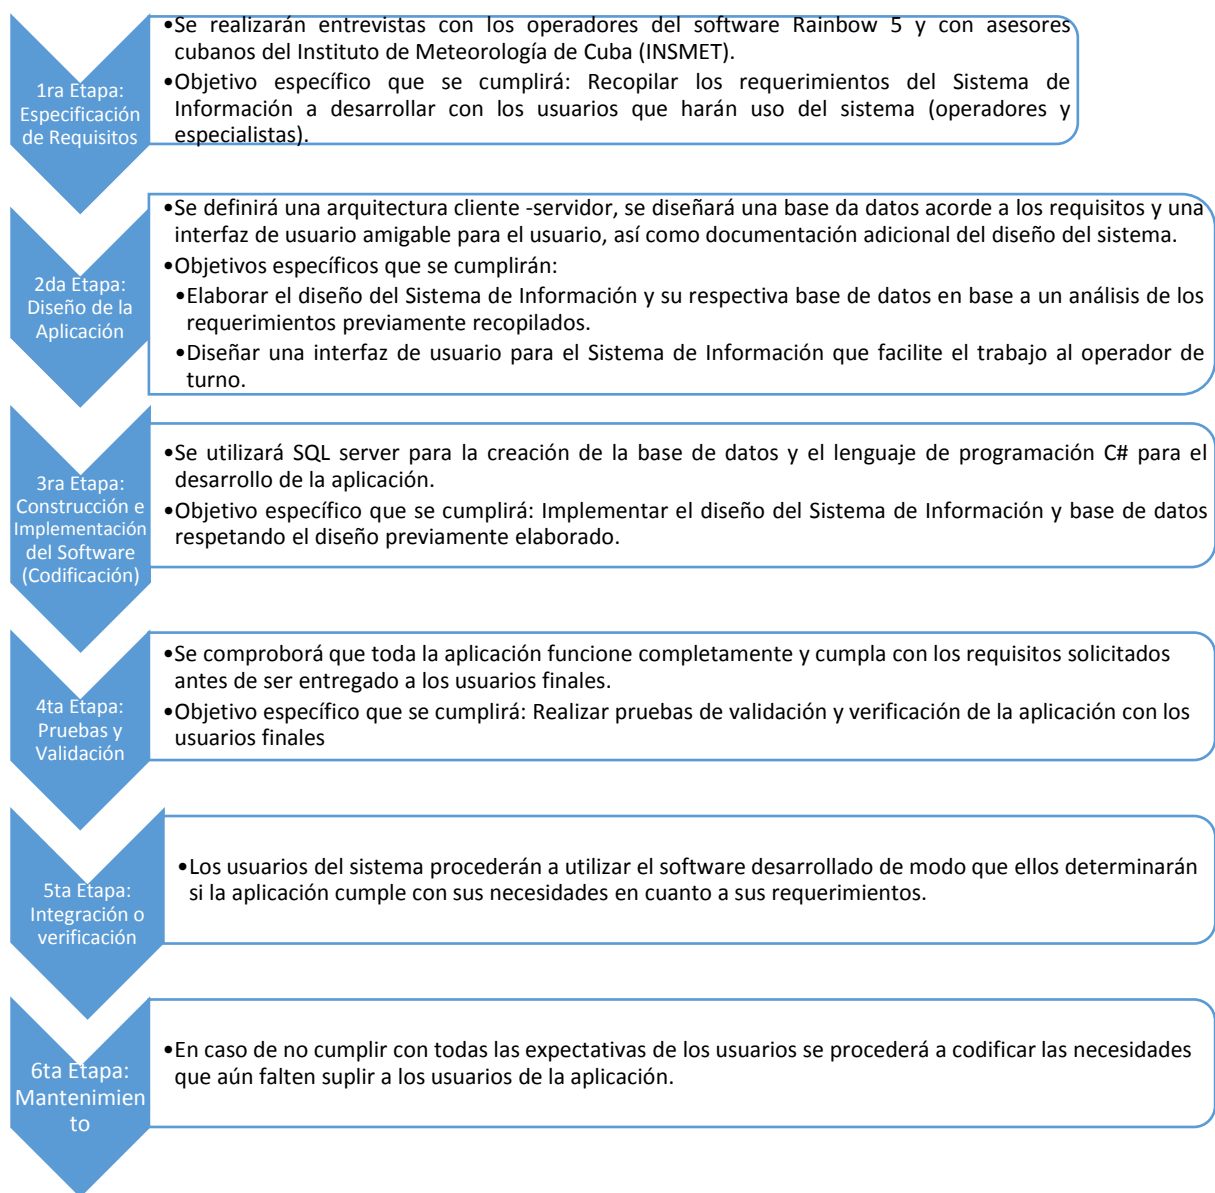 1ra Etapa:
Especificación
de Requisitos
•Se realizarán entrevistas con los operadores del software Rainbow 5 y con asesores
cubanos del Instituto de Meteorología de Cuba (INSMET).
•Objetivo específico que se cumplirá: Recopilar los requerimientos del Sistema de
Información a desarrollar con los usuarios que harán uso del sistema (operadores y
especialistas).
2da Etapa:
Diseño de la
Aplicación
•Se definirá una arquitectura cliente -servidor, se diseñará una base da datos acorde a los requisitos y una
interfaz de usuario amigable para el usuario, así como documentación adicional del diseño del sistema.
•Objetivos específicos que se cumplirán:
•Elaborar el diseño del Sistema de Información y su respectiva base de datos en base a un análisis de los
requerimientos previamente recopilados.
•Diseñar una interfaz de usuario para el Sistema de Información que facilite el trabajo al operador de
turno.
3ra Etapa:
Construcción e
Implementación
del Software
(Codificación)
•Se utilizará SQL server para la creación de la base de datos y el lenguaje de programación C# para el
desarrollo de la aplicación.
•Objetivo específico que se cumplirá: Implementar el diseño del Sistema de Información y base de datos
respetando el diseño previamente elaborado.
4ta Etapa:
Pruebas y
Validación
•Se comproborá que toda la aplicación funcione completamente y cumpla con los requisitos solicitados
antes de ser entregado a los usuarios finales.
•Objetivo específico que se cumplirá: Realizar pruebas de validación y verificación de la aplicación con los
usuarios finales
5ta Etapa:
Integración o
verificación
•Los usuarios del sistema procederán a utilizar el software desarrollado de modo que ellos determinarán
si la aplicación cumple con sus necesidades en cuanto a sus requerimientos.
6ta Etapa:
Mantenimien
to
•En caso de no cumplir con todas las expectativas de los usuarios se procederá a codificar las necesidades
que aún falten suplir a los usuarios de la aplicación.